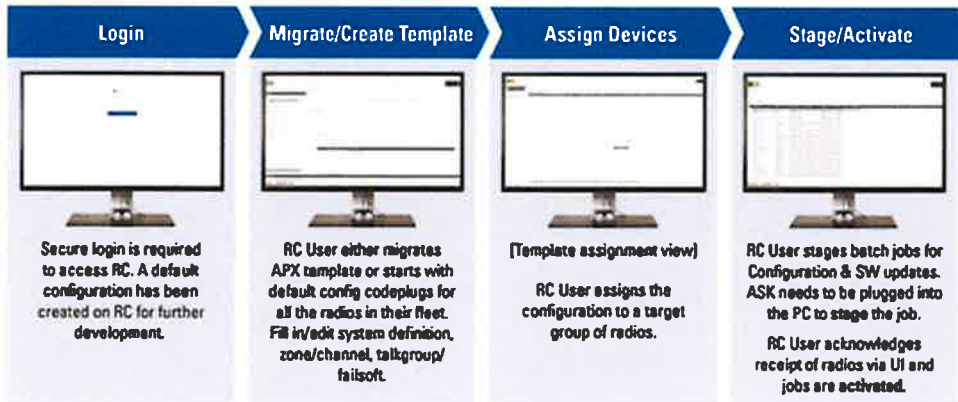 Login
Migrate/Create Template
Assign Devices
Stage/Activate
Secure login is required
to access RC. A default
configuration has been
created on RC for further
development.
RC User either migrates
APX template or starts with
default config codeplugs for
all the radios in their fleet.
Fill in/edit system definition,
zone/channel, talkgroup/
failsoft.
[Template assignment view]
RC User assigns the
configuration to a target
group of radios.
RC User stages batch jobs for
Configuration & SW updates.
ASK needs to be plugged into
the PC to stage the job.
RC User acknowledges
receipt of radios via UI and
jobs are activated.